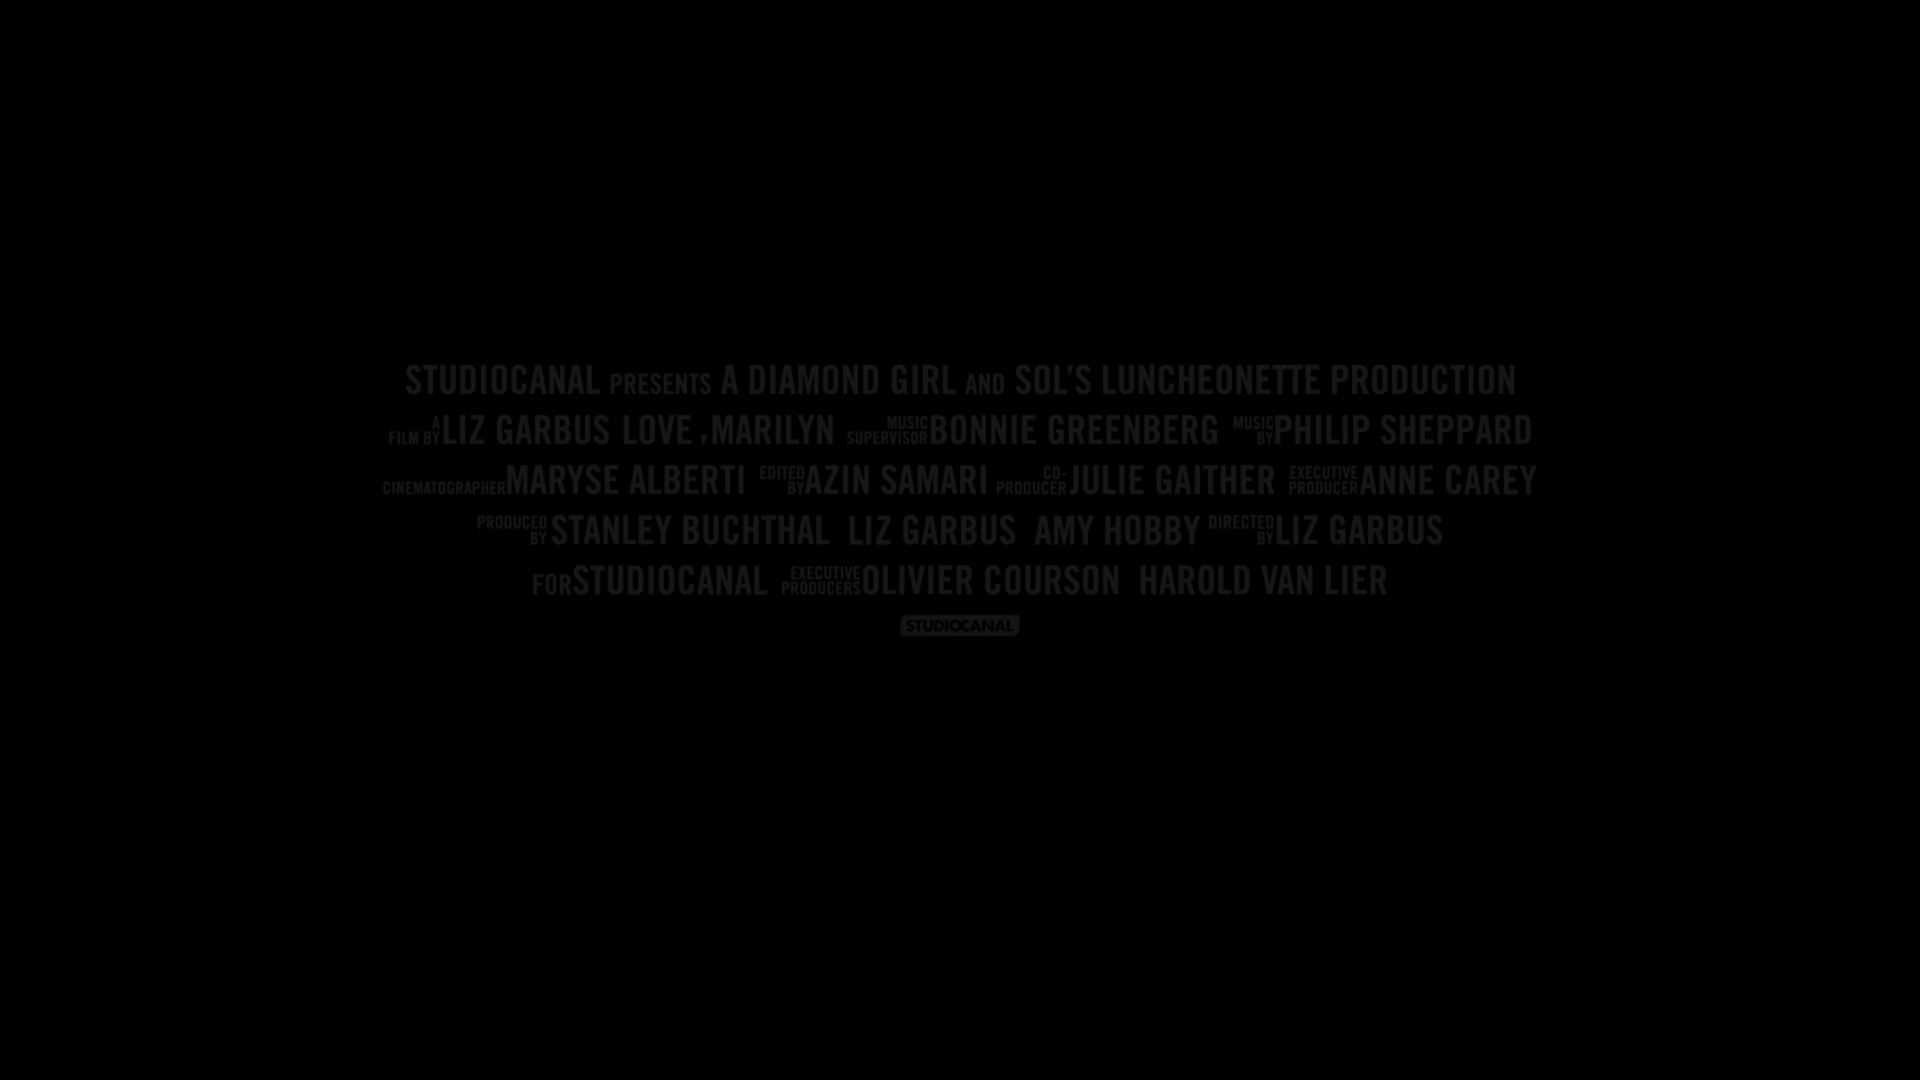 STUDIOCANAL PRESENTS A DIAMOND GIRL AND SOL'S LUNCHEONETTE PRODUCTION
A FILM BY LIZ GARBUS LOVE , MARILYN MUSIC SUPERVISOR BONNIE GREENBERG MUSIC BY PHILIP SHEPPARD
CINEMATOGRAPHER MARYSE ALBERTI EDITED BY AZIN SAMARI CO-PRODUCER JULIE GAITHER EXECUTIVE PRODUCER ANNE CAREY
PRODUCED BY STANLEY BUCHTHAL LIZ GARBUS AMY HOBBY DIRECTED BY LIZ GARBUS
FOR STUDIOCANAL EXECUTIVE PRODUCERS OLIVIER COURSON HAROLD VAN LIER
STUDIOCANAL